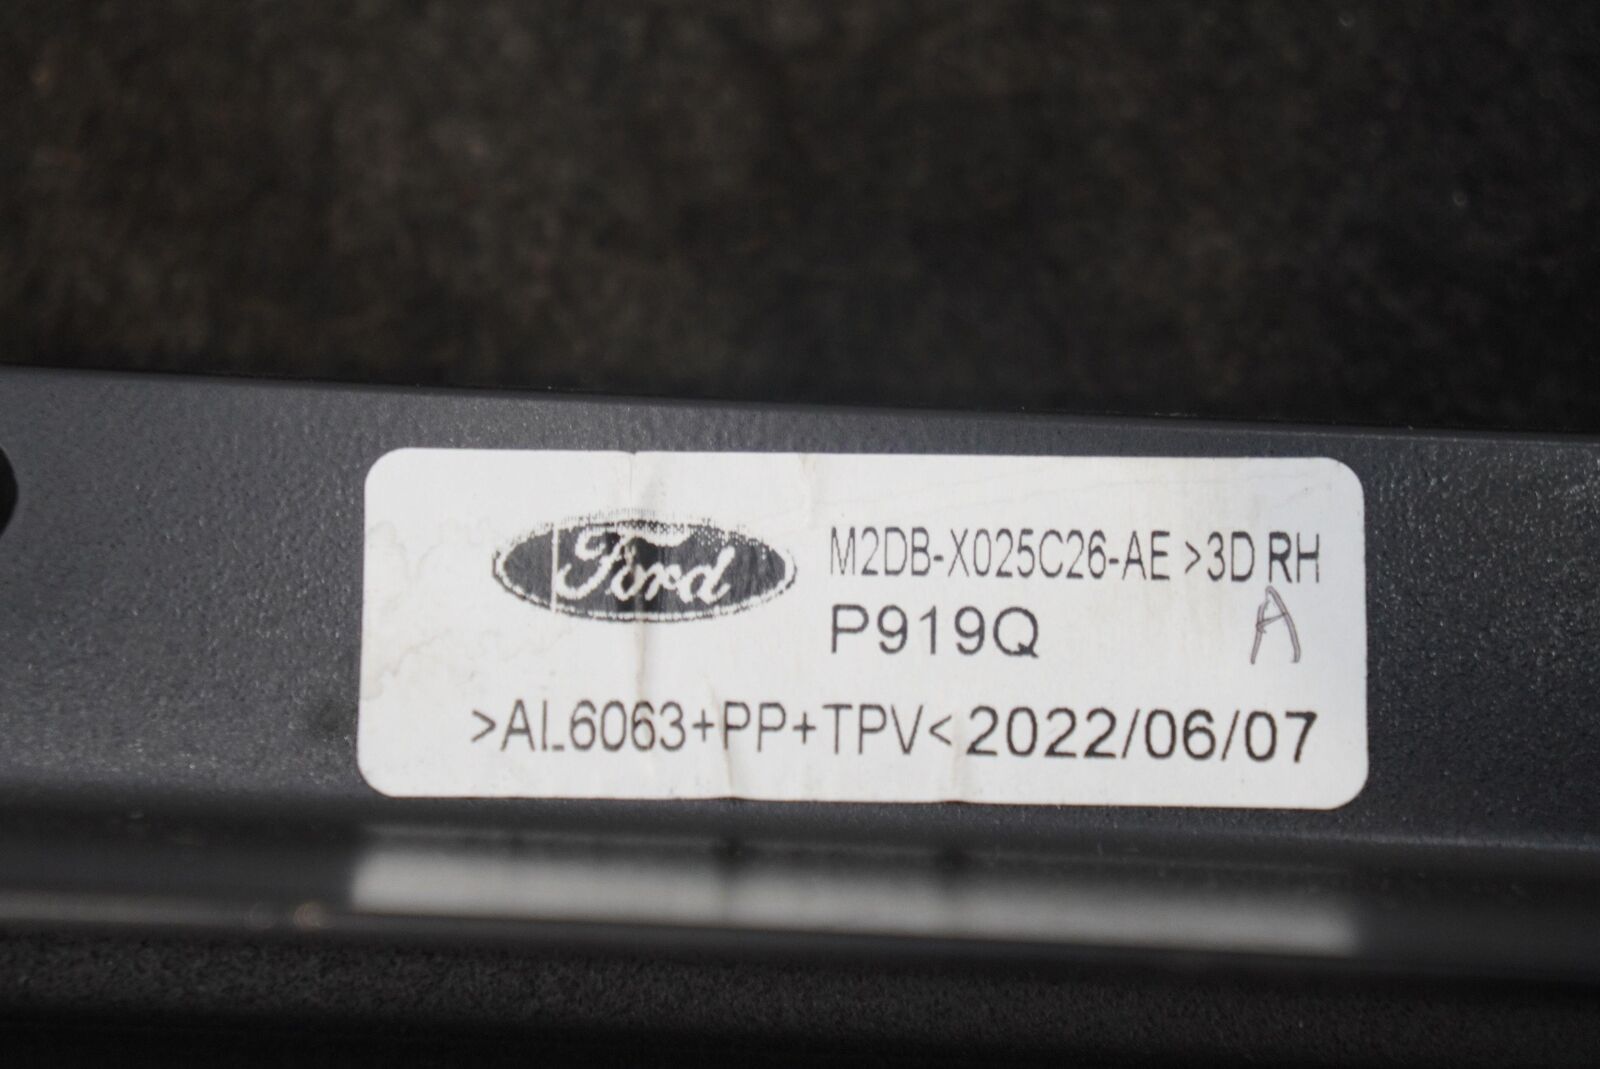 Ford
M2DB-X025C26-AE >3D RH
P919Q
A
>AL6063+PP+TPV< 2022/06/07